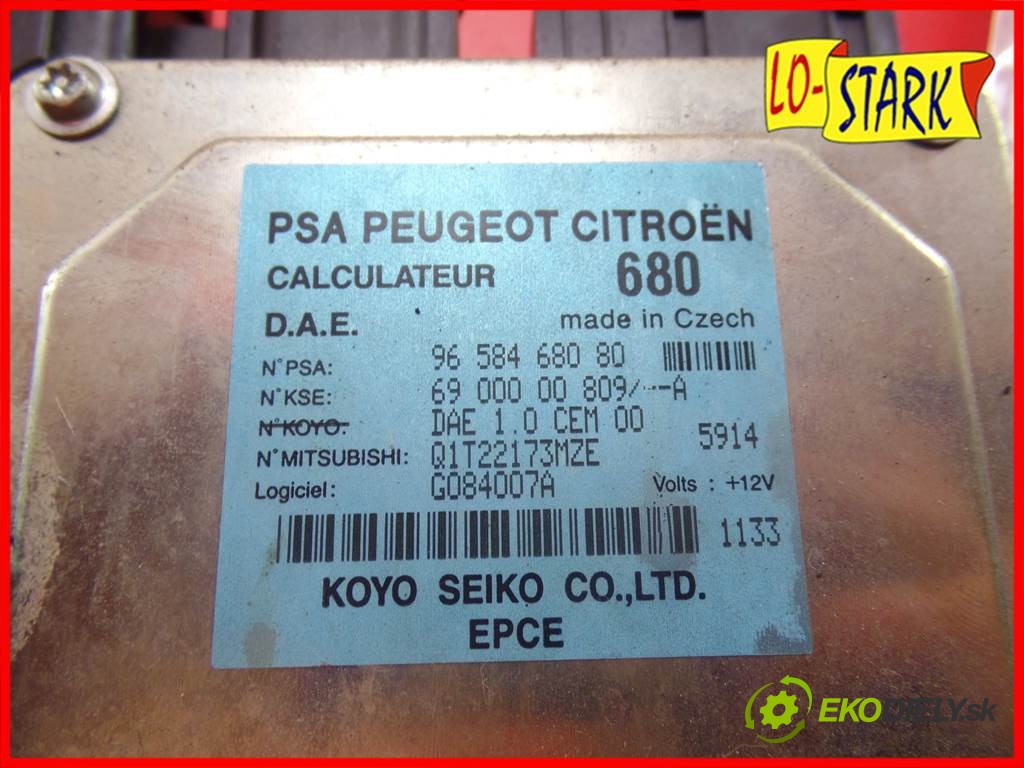 LO-STARK
PSA PEUGEOT CITROËN
CALCULATEUR 680
D.A.E. made in Czech
N°PSA: 96 584 680 80
N°KSE: 69 000 00 809/---A
N°KOYO: DAE 1.0 CEM 00
5914
N°MITSUBISHI: Q1T22173MZE
Logiciel: G084007A Volts : +12V
1133
KOYO SEIKO CO.,LTD.
EPCE
EKODIELY.sk